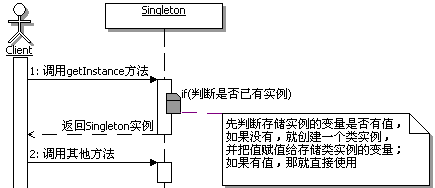 Singleton
Client
1: 调用getInstance方法
if(判断是否已有实例)
先判断存储实例的变量是否有值，
如果没有，就创建一个类实例，
并把值赋值给存储类实例的变量；
如果有值，那就直接使用
返回Singleton实例
2: 调用其他方法